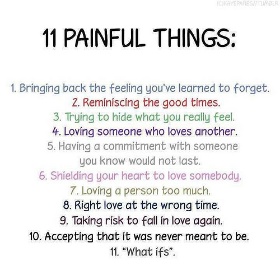 11 PAINFUL THINGS:
1. Bringing back the feeling you've learned to forget.
2. Reminiscing the good times.
3. Trying to hide what you really feel.
4. Loving someone who loves another.
5. Having a commitment with someone
you know would not last.
6. Shielding your heart to love somebody.
7. Loving a person too much.
8. Right love at the wrong time.
9. Taking risk to fall in love again.
10. Accepting that it was never meant to be.
11. "What ifs".